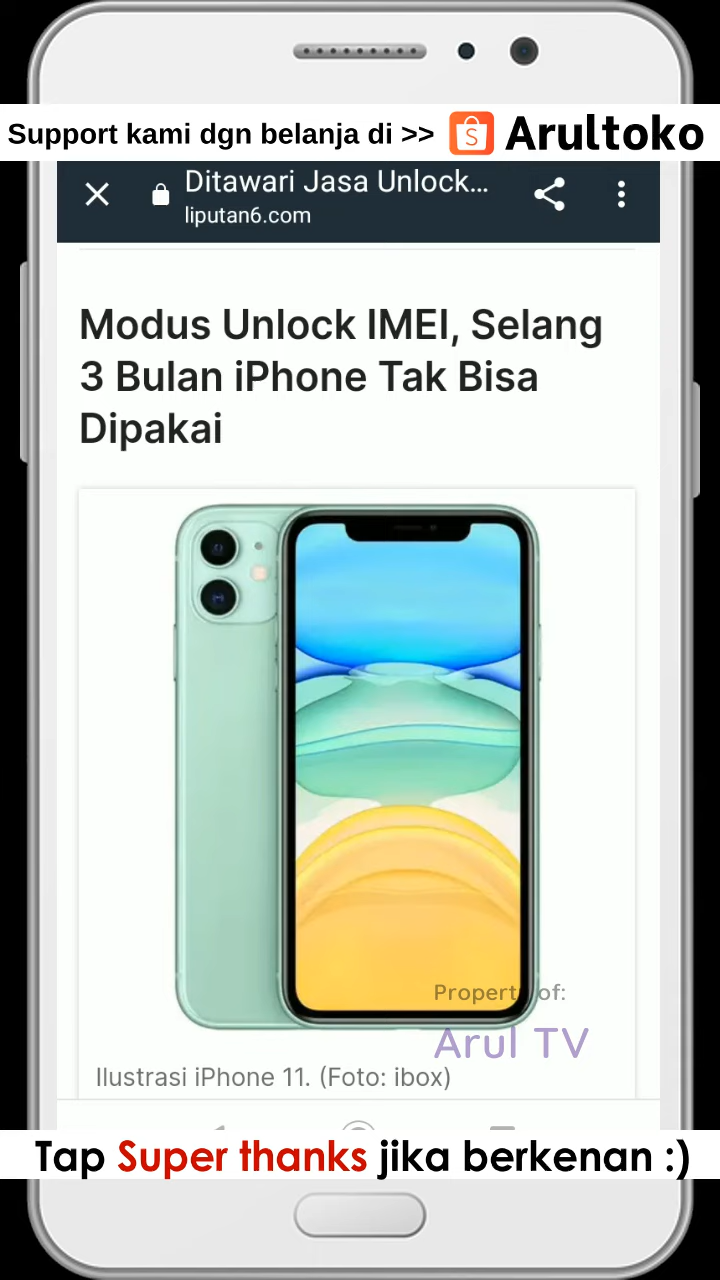 Support kami dgn belanja di >> Arultoko
Ditawari Jasa Unlock...
liputan6.com
Modus Unlock IMEI, Selang
3 Bulan iPhone Tak Bisa
Dipakai
Property of:
Arul TV
Ilustrasi iPhone 11. (Foto: ibox)
Tap Super thanks jika berkenan :)